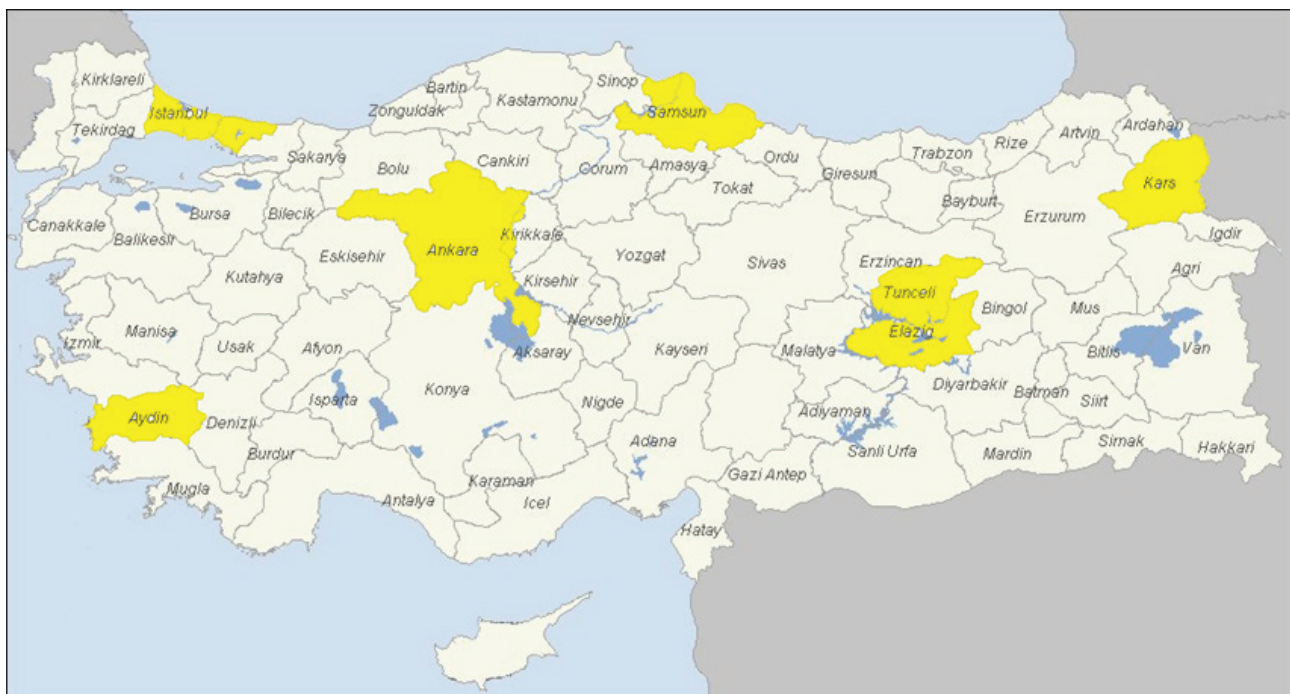 Kirklareli
Bartin
Sinop
Zonguldak
Kastamonu
Istanbul
Samsun
Tekirdag
Artvin
Ardahan
Rize
Trabzon
Sakarya
Bolu
Cankiri
Corum
Amasya
Ordu
Giresun
Tokat
Kars
Bayburt
Erzurum
Canakkale
Balikesir
Bursa
Bilecik
Eskisehir
Ankara
Kirikkale
Yozgat
Sivas
Erzincan
Igdir
Agri
Kutahya
Kirsehir
Tunceli
Bingol
Mus
Manisa
Izmir
Usak
Afyon
Nevsehir
Aksaray
Kayseri
Elazig
Malatya
Bitlis
Van
Konya
Diyarbakir
Batman
Siirt
Isparta
Nigde
Adiyaman
Aydin
Denizli
Burdur
Adana
Sanli Urfa
Mardin
Sirnak
Hakkari
Gazi Antep
Karaman
Mugla
Antalya
Icel
Hatay